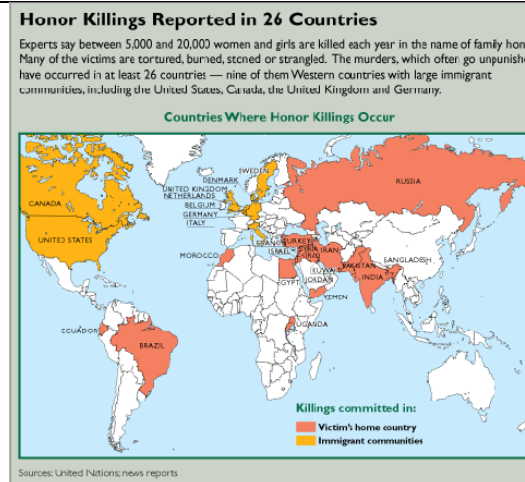 Honor Killings Reported in 26 Countries
Experts say between 5,000 and 20,000 women and girls are killed each year in the name of family hon
Many of the victims are tortured, burned, stoned or strangled. The murders, which often go unpunish
have occurred in at least 26 countries — nine of them Western countries with large immigrant
communities, including the United States, Canada, the United Kingdom and Germany.
Countries Where Honor Killings Occur
SWEDEN
DENMARK
RUSSIA
UNITED KINGDOM
NETHERLANDS
CANADA
BELGIUM
GERMANY
ITALY
UNITED STATES
LEBANON
TURKEY
SYRIA
IRAN
ISRAEL
IRAQ
MOROCCO
PAKISTAN
BANGLADESH
KUWAIT
INDIA
JORDAN
EGYPT
YEMEN
ECUADOR
UGANDA
BRAZIL
Killings committed in:
Victim's home country
Immigrant communities
Sources: United Nations; news reports